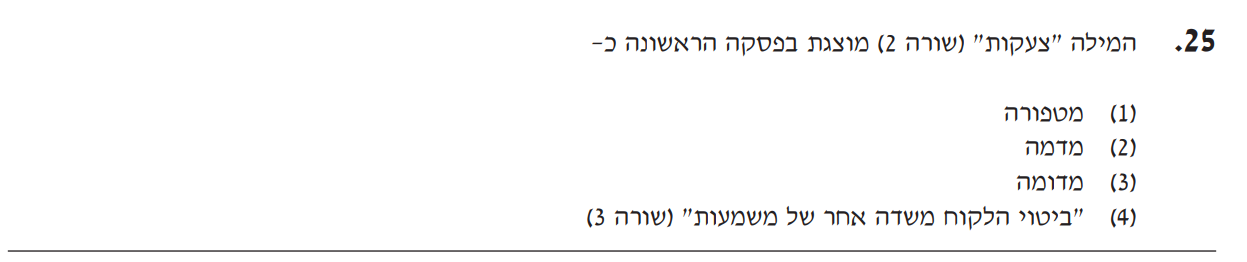 25. המילה "צעקות" (שורה 2) מוצגת בפסקה הראשונה כ-
(1) מטפורה
(2) מדמה
(3) מדומה
(4) "ביטוי הלקוח משדה אחר של משמעות" (שורה 3)